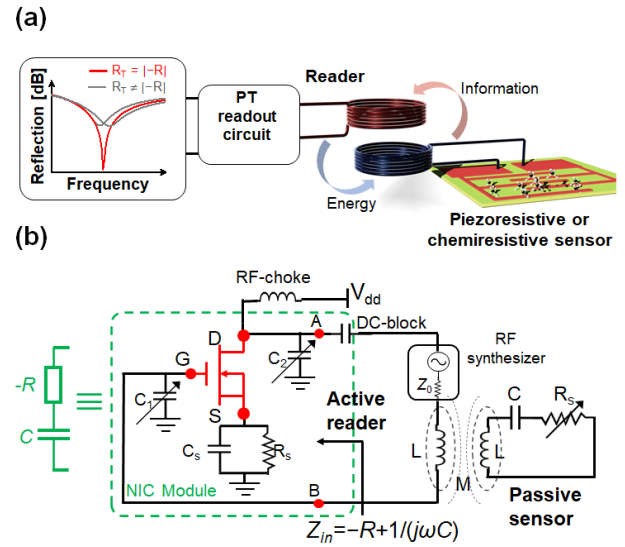 (a)
R_T = |−R|
R_T ≠ |−R|
Reflection [dB]
Frequency
PT
readout
circuit
Reader
Information
Energy
Piezoresistive or
chemiresistive sensor
(b)
RF-choke
V_dd
DC-block
RF
synthesizer
Z_0
A
D
G
S
C_1
C_2
C_s
R_s
-R
C
Active
reader
NIC Module
B
L
M
L
C
R_s
Passive
sensor
Z_in=−R+1/(jωC)